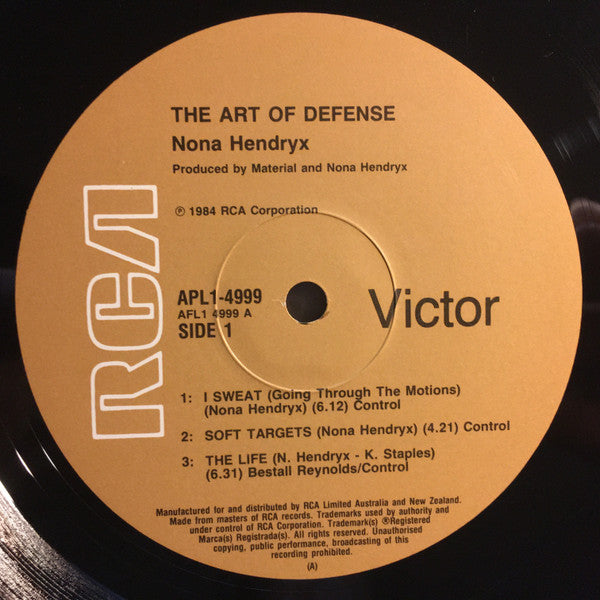 THE ART OF DEFENSE
Nona Hendryx
Produced by Material and Nona Hendryx
℗ 1984 RCA Corporation
RCA
APL1-4999
AFL1 4999 A
SIDE 1
Victor
1: I SWEAT (Going Through The Motions)
(Nona Hendryx) (6.12) Control
2: SOFT TARGETS (Nona Hendryx) (4.21) Control
3: THE LIFE (N. Hendryx - K. Staples)
(6.31) Bestall Reynolds/Control
Manufactured for and distributed by RCA Limited Australia and New Zealand.
Made from masters of RCA records. Trademarks used by authority and
under control of RCA Corporation. Trademark(s) ®Registered
Marca(s) Registrada(s). All rights reserved. Unauthorised
copying, public performance, broadcasting of this
recording prohibited.
(A)